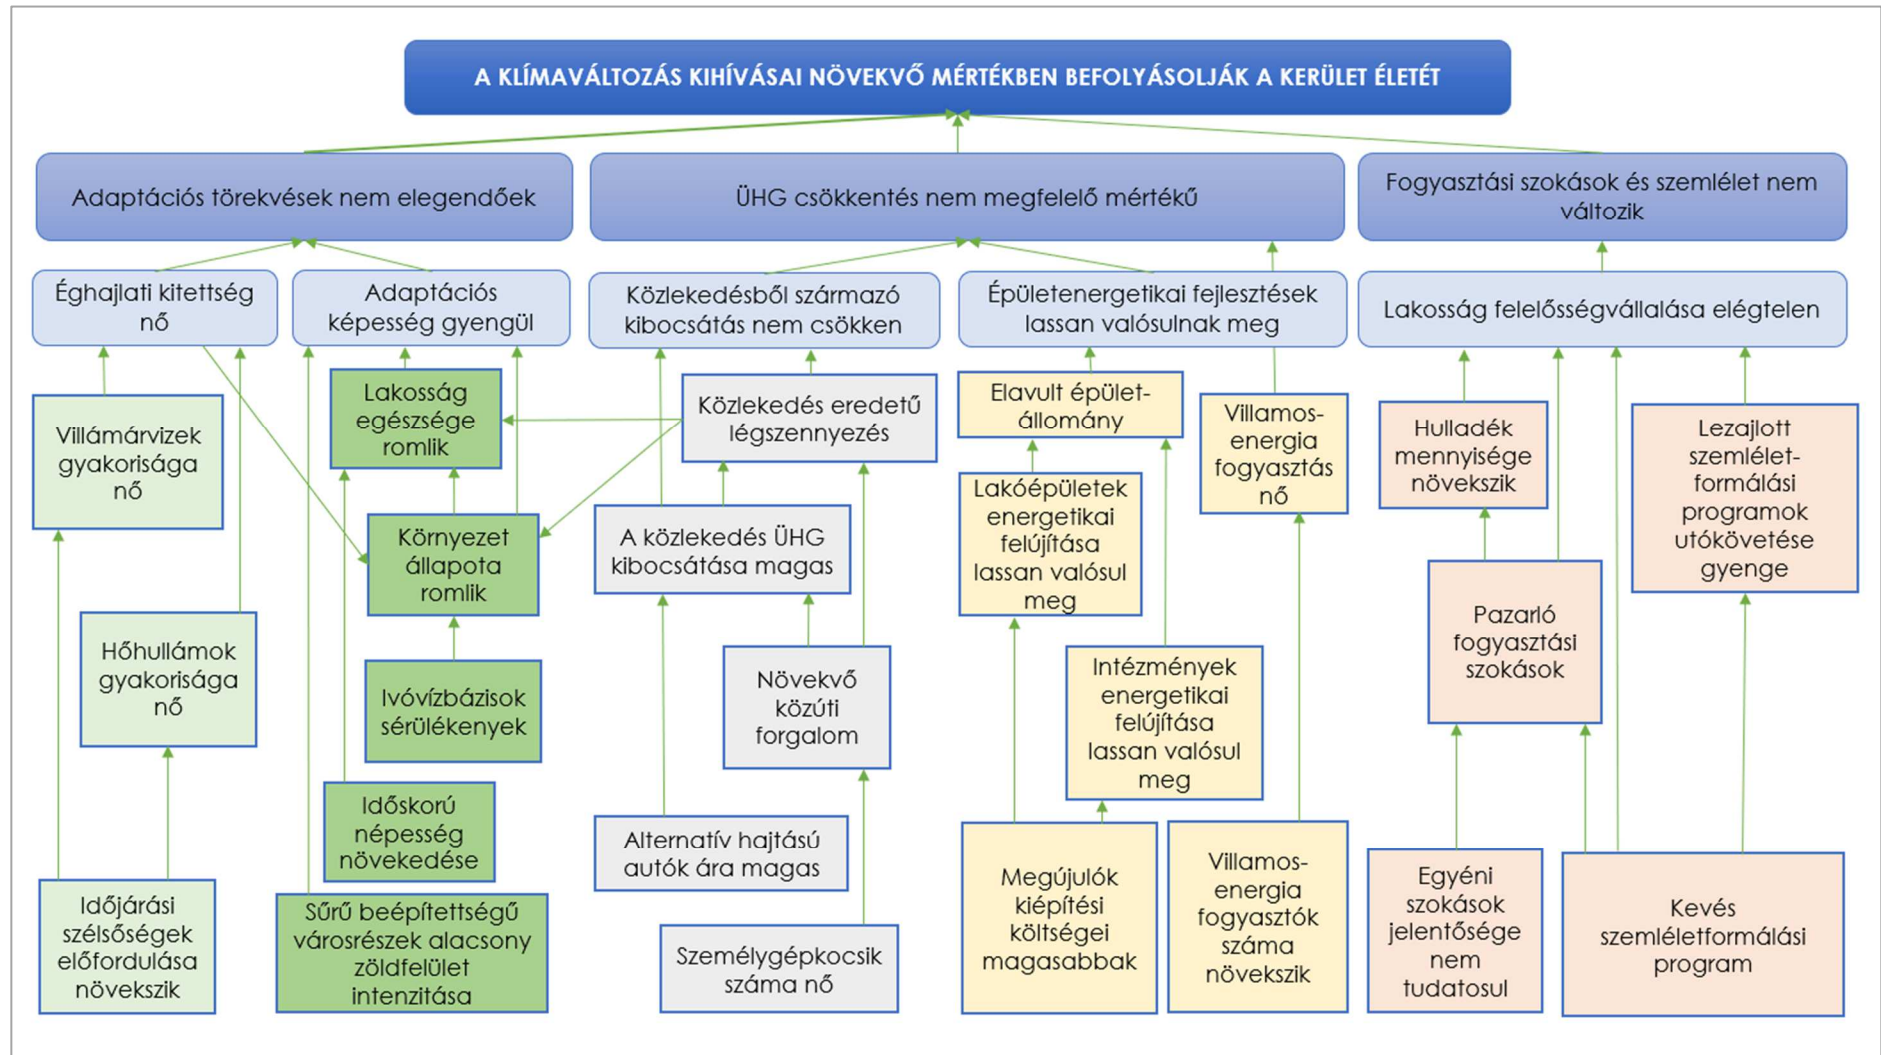 A KLÍMAVÁLTOZÁS KIHÍVÁSAI NÖVEKVŐ MÉRTÉKBEN BEFOLYÁSOLJÁK A KERÜLET ÉLETÉT
Adaptációs törekvések nem elegendőek
ÜHG csökkentés nem megfelelő mértékű
Fogyasztási szokások és szemlélet nem
változik
Éghajlati kitettség
nő
Adaptációs
képesség gyengül
Közlekedésből származó
kibocsátás nem csökken
Épületenergetikai fejlesztések
lassan valósulnak meg
Lakosság felelősségvállalása elégtelen
Villámárvizek
gyakorisága
nő
Lakosság
egészsége
romlik
Közlekedés eredetű
légszennyezés
Elavult épület-
állomány
Villamos-
energia
fogyasztás
nő
Hulladék
mennyisége
növekszik
Lezajlott
szemlélet-
formálási
programok
utókövetése
gyenge
Környezet
állapota
romlik
A közlekedés ÜHG
kibocsátása magas
Lakóépületek
energetikai
felújítása
lassan valósul
meg
Pazarló
fogyasztási
szokások
Hőhullámok
gyakorisága
nő
Ivóvízbázisok
sérülékenyek
Növekvő
közúti
forgalom
Intézmények
energetikai
felújítása
lassan valósul
meg
Időskorú
népesség
növekedése
Alternatív hajtású
autók ára magas
Időjárási
szélsőségek
előfordulása
növekszik
Sűrű beépítettségű
városrészek alacsony
zöldfelület
intenzitása
Személygépkocsik
száma nő
Megújulók
kiépítési
költségei
magasabbak
Villamos-
energia
fogyasztók
száma
növekszik
Egyéni
szokások
jelentősége
nem
tudatosul
Kevés
szemléletformálási
program